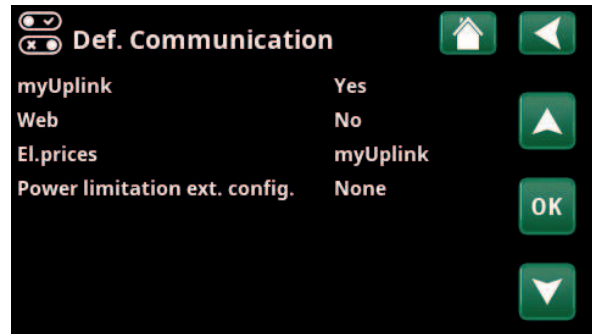 Def. Communication
myUplink Yes
Web No
El.prices myUplink
Power limitation ext. config. None
OK